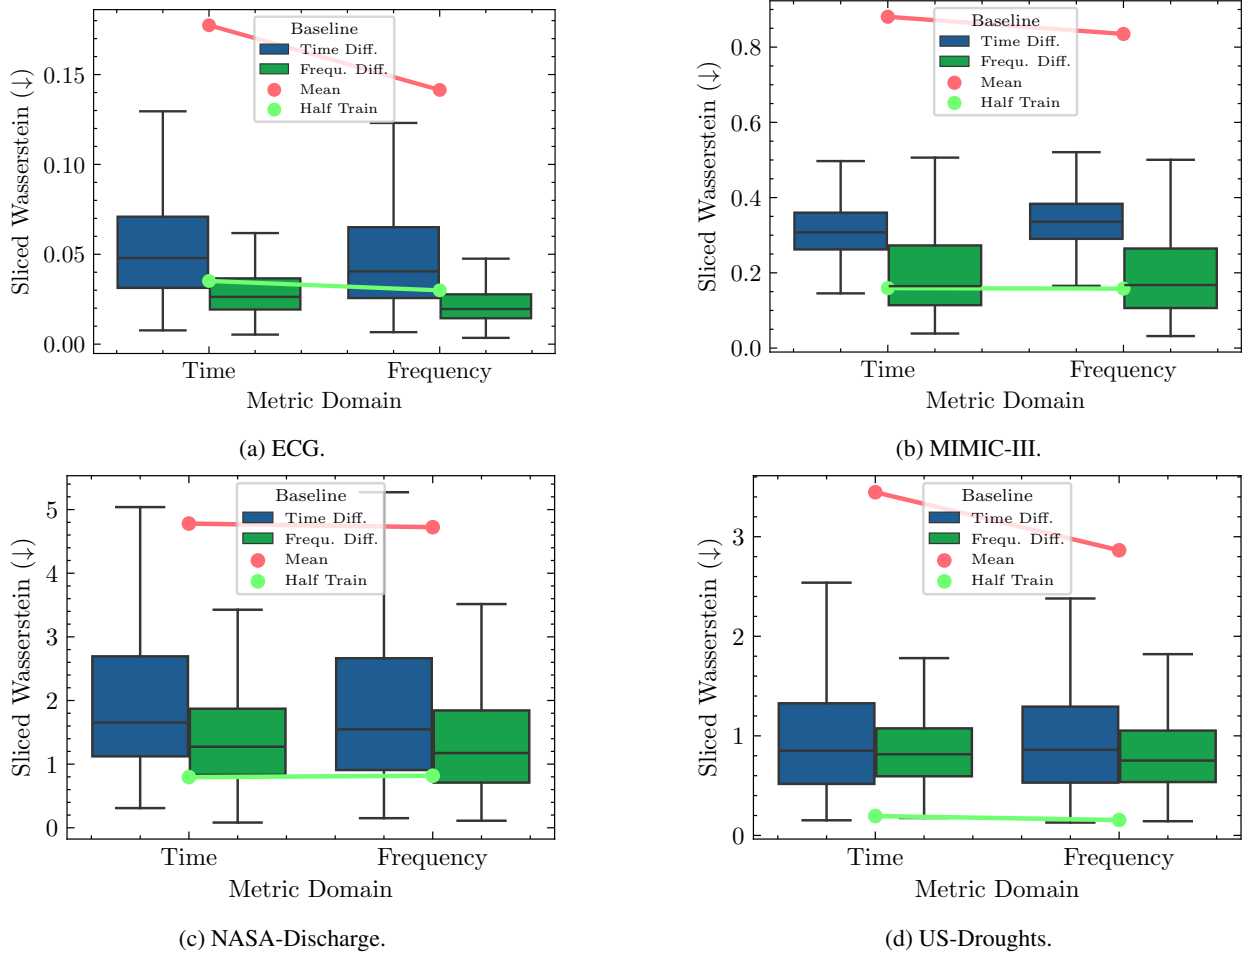 Baseline
Time Diff.
Frequ. Diff.
Mean
Half Train
0.15
0.10
0.05
0.00
Sliced Wasserstein (↓)
Time
Frequency
Metric Domain
(a) ECG.
Baseline
Time Diff.
Frequ. Diff.
Mean
Half Train
0.8
0.6
0.4
0.2
0.0
Sliced Wasserstein (↓)
Time
Frequency
Metric Domain
(b) MIMIC-III.
Baseline
Time Diff.
Frequ. Diff.
Mean
Half Train
5
4
3
2
1
0
Sliced Wasserstein (↓)
Time
Frequency
Metric Domain
(c) NASA-Discharge.
Baseline
Time Diff.
Frequ. Diff.
Mean
Half Train
3
2
1
0
Sliced Wasserstein (↓)
Time
Frequency
Metric Domain
(d) US-Droughts.